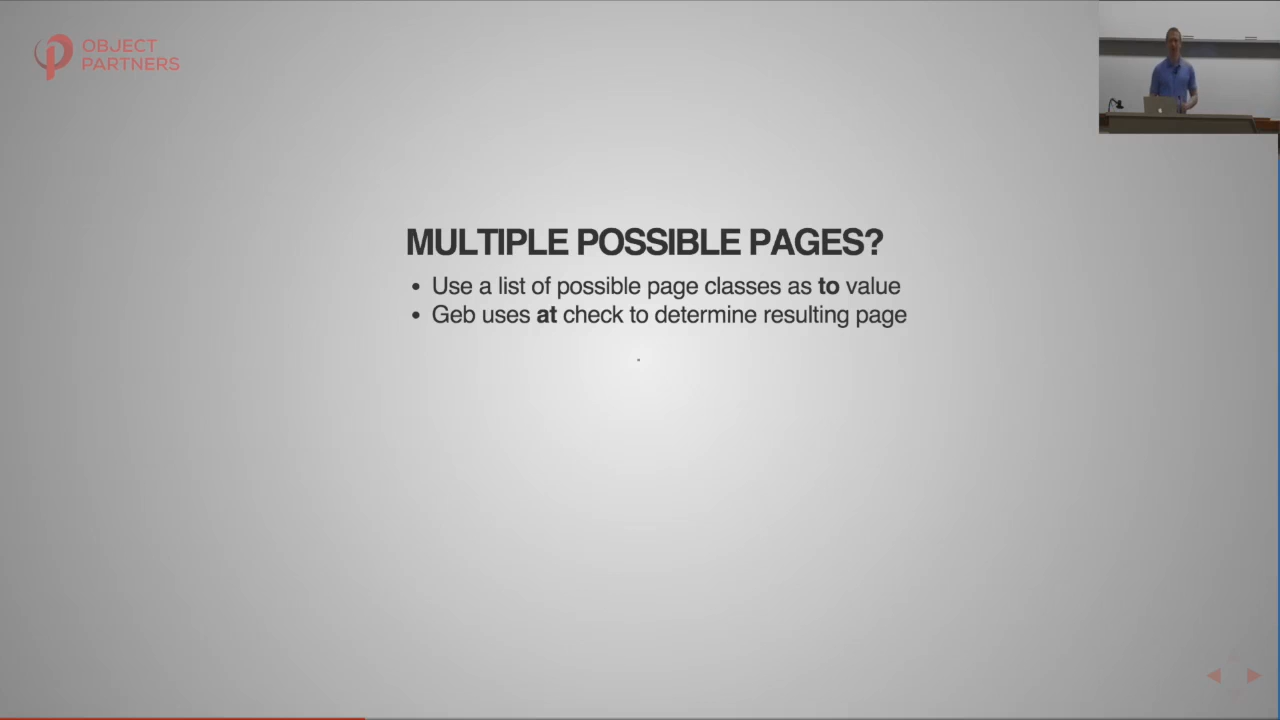 OBJECT
PARTNERS
MULTIPLE POSSIBLE PAGES?
• Use a list of possible page classes as to value
• Geb uses at check to determine resulting page